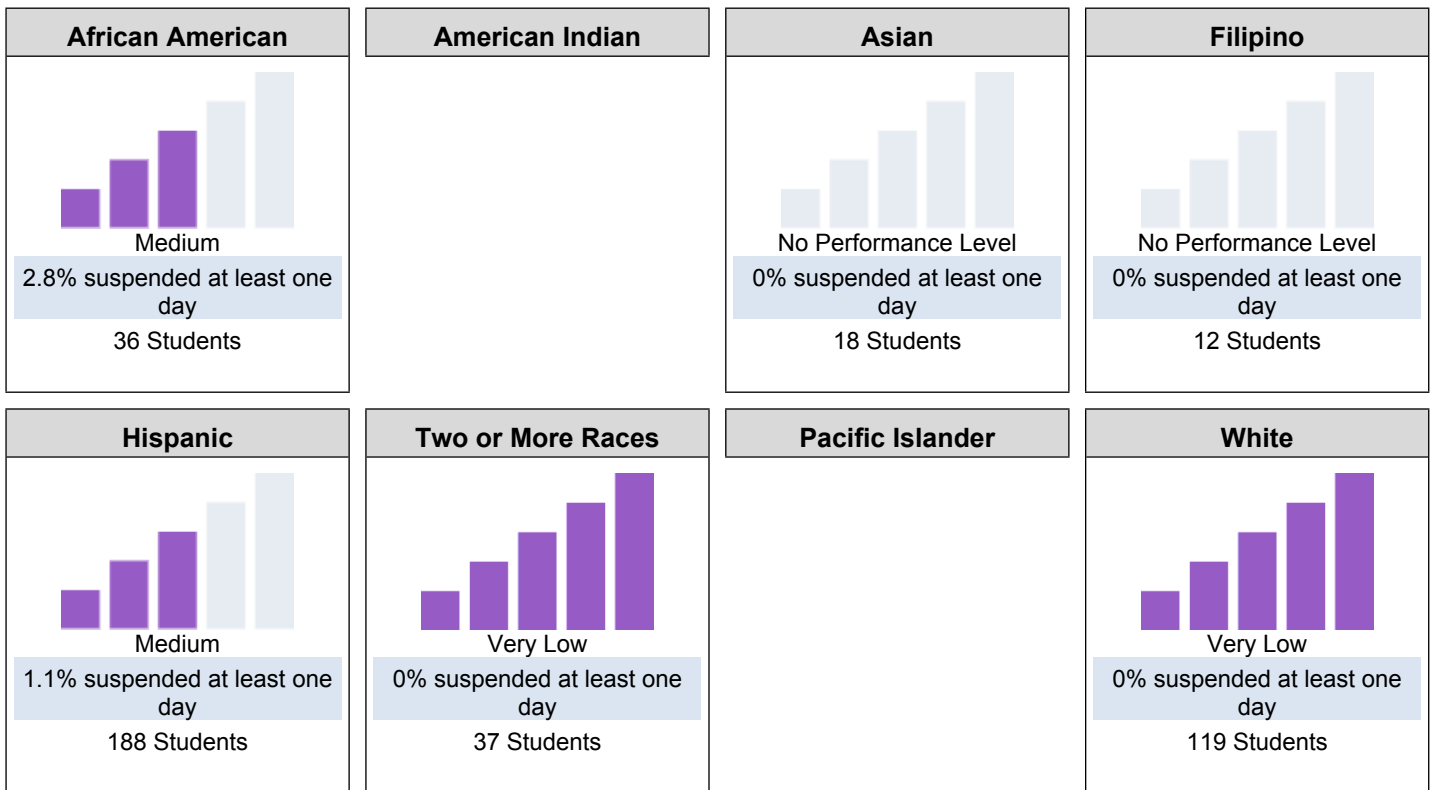 African American
American Indian
Asian
Filipino
Medium
2.8% suspended at least one
day
36 Students
No Performance Level
0% suspended at least one
day
18 Students
No Performance Level
0% suspended at least one
day
12 Students
Hispanic
Two or More Races
Pacific Islander
White
Medium
1.1% suspended at least one
day
188 Students
Very Low
0% suspended at least one
day
37 Students
Very Low
0% suspended at least one
day
119 Students